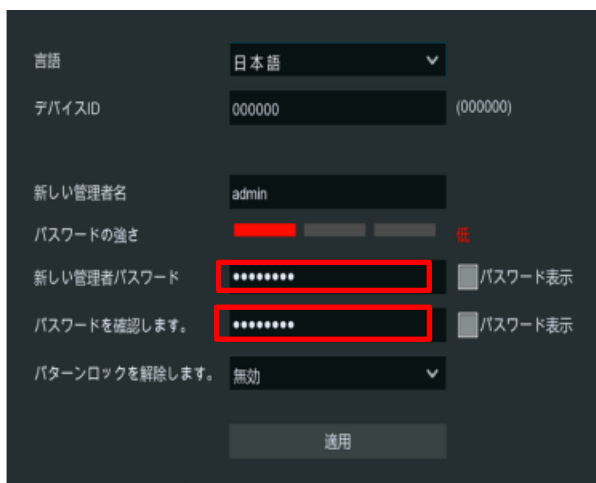 言語 日本語
デバイスID 000000 (000000)
新しい管理者名 admin
パスワードの強さ 低
新しい管理者パスワード •••••••• パスワード表示
パスワードを確認します。 •••••••• パスワード表示
パターンロックを解除します。 無効
適用